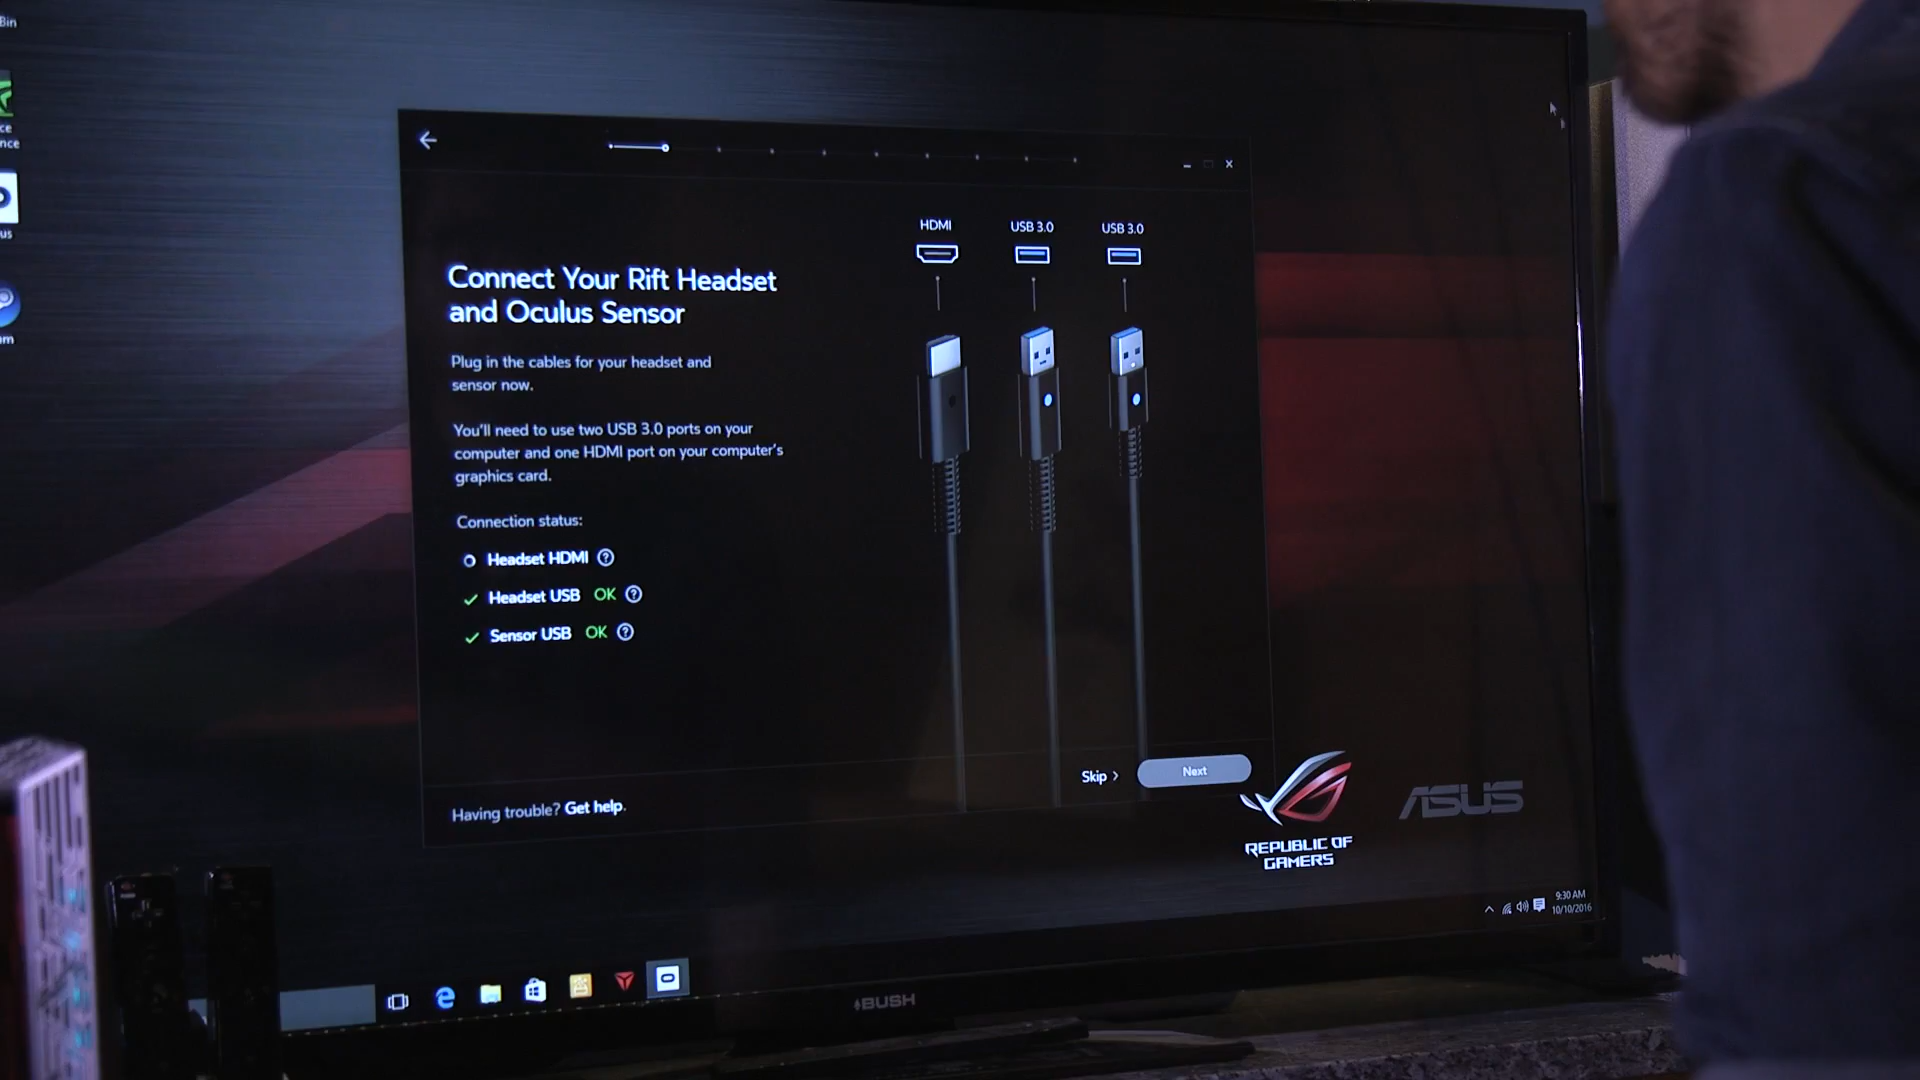 Bin
ce
nce
us
m
HDMI
USB 3.0
USB 3.0
Connect Your Rift Headset
and Oculus Sensor
Plug in the cables for your headset and
sensor now.
You'll need to use two USB 3.0 ports on your
computer and one HDMI port on your computer's
graphics card.
Connection status:
Headset HDMI ?
Headset USB OK ?
Sensor USB OK ?
Skip >
Next
Having trouble? Get help.
REPUBLIC OF
GAMERS
ASUS
9:30 AM
10/10/2016
BUSH